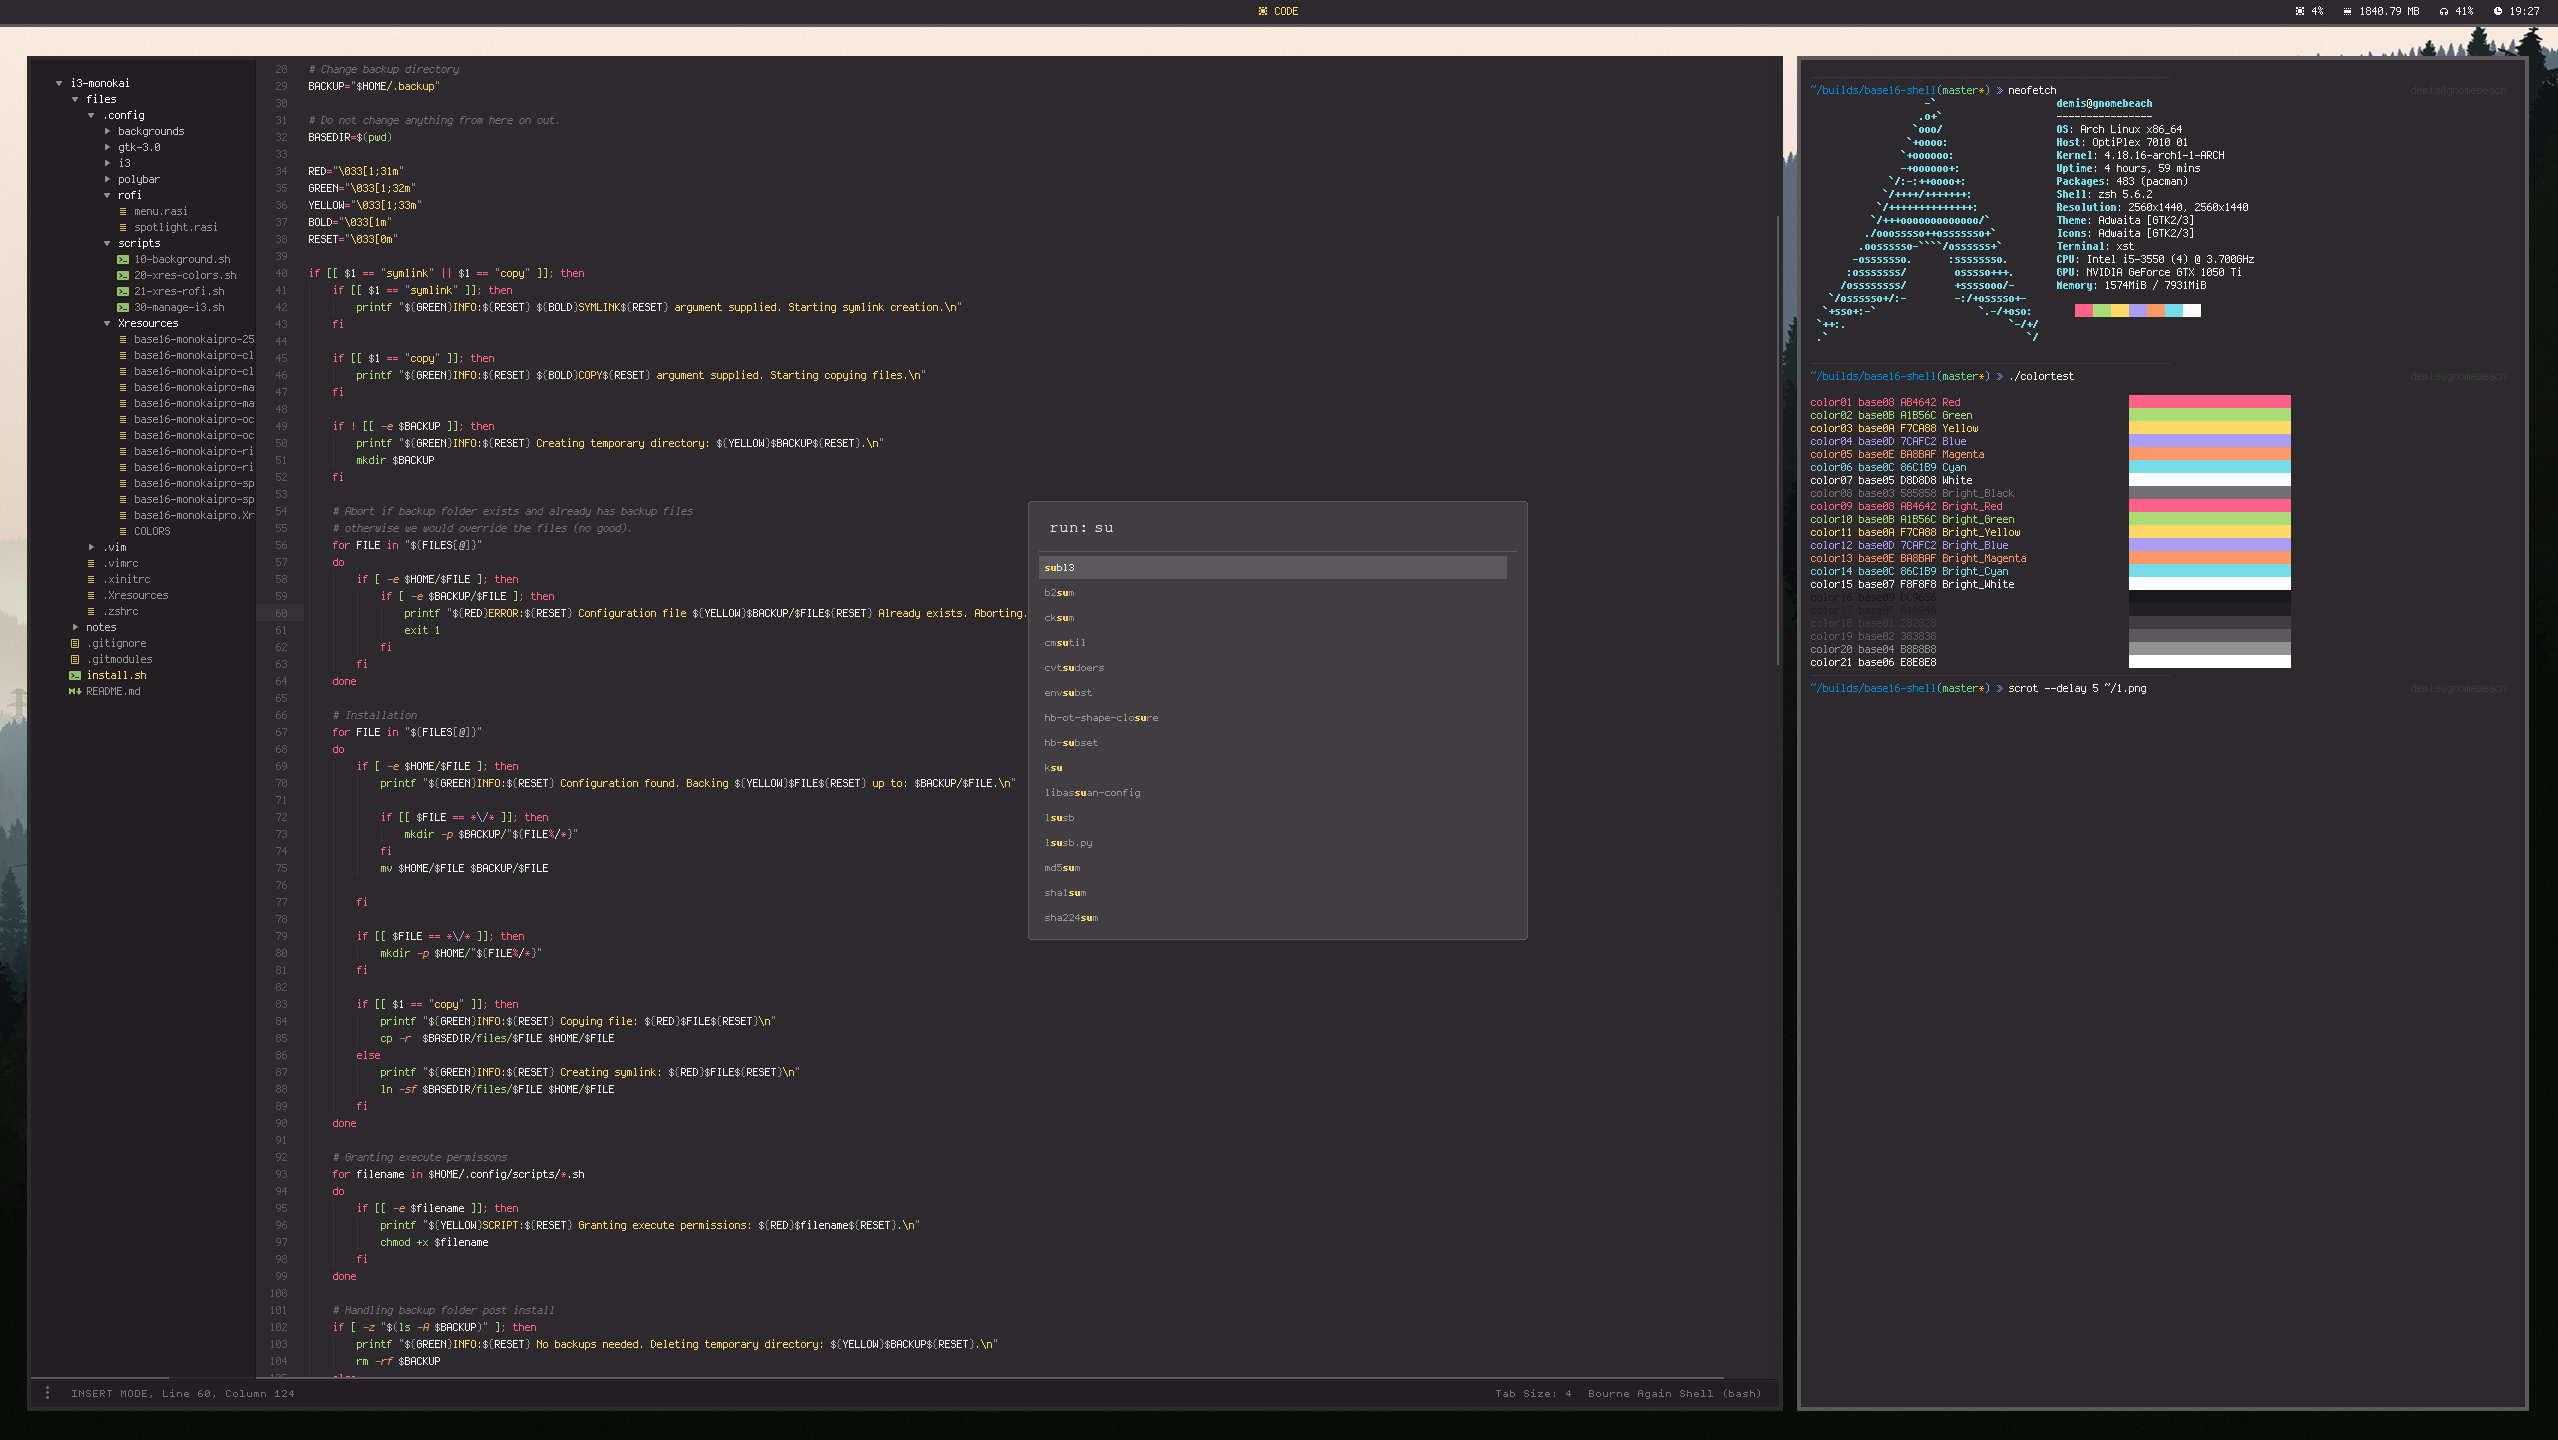 CODE
4% 1840.79 MB 41% 19:27
i3-monokai
files
.config
backgrounds
gtk-3.0
i3
polybar
rofi
menu.rasi
spotlight.rasi
scripts
10-background.sh
20-xres-colors.sh
21-xres-rofi.sh
30-manage-i3.sh
Xresources
base16-monokaipro-25
base16-monokaipro-cl
base16-monokaipro-cl
base16-monokaipro-ma
base16-monokaipro-ma
base16-monokaipro-oc
base16-monokaipro-oc
base16-monokaipro-ri
base16-monokaipro-ri
base16-monokaipro-sp
base16-monokaipro-sp
base16-monokaipro.Xr
COLORS
.vim
.vimrc
.xinitrc
.Xresources
.zshrc
notes
.gitignore
.gitmodules
install.sh
README.md
28 # Change backup directory
29 BACKUP="$HOME/.backup"
30
31 # Do not change anything from here on out.
32 BASEDIR=$(pwd)
33
34 RED="\033[1;31m"
35 GREEN="\033[1;32m"
36 YELLOW="\033[1;33m"
37 BOLD="\033[1m"
38 RESET="\033[0m"
39
40 if [[ $1 == "symlink" || $1 == "copy" ]]; then
41 if [[ $1 == "symlink" ]]; then
42 printf "${GREEN}INFO:${RESET} ${BOLD}SYMLINK${RESET} argument supplied. Starting symlink creation.\n"
43 fi
44
45 if [[ $1 == "copy" ]]; then
46 printf "${GREEN}INFO:${RESET} ${BOLD}COPY${RESET} argument supplied. Starting copying files.\n"
47 fi
48
49 if ! [[ -e $BACKUP ]]; then
50 printf "${GREEN}INFO:${RESET} Creating temporary directory: ${YELLOW}$BACKUP${RESET}.\n"
51 mkdir $BACKUP
52 fi
53
54 # Abort if backup folder exists and already has backup files
55 # otherwise we would override the files (no good).
56 for FILE in "${FILES[@]}"
57 do
58 if [ -e $HOME/$FILE ]; then
59 if [ -e $BACKUP/$FILE ]; then
60 printf "${RED}ERROR:${RESET} Configuration file ${YELLOW}$BACKUP/$FILE${RESET} Already exists. Aborting.
61 exit 1
62 fi
63 fi
64 done
65
66 # Installation
67 for FILE in "${FILES[@]}"
68 do
69 if [ -e $HOME/$FILE ]; then
70 printf "${GREEN}INFO:${RESET} Configuration found. Backing ${YELLOW}$FILE${RESET} up to: $BACKUP/$FILE.\n"
71
72 if [[ $FILE == *\/* ]]; then
73 mkdir -p $BACKUP/"${FILE%/*}"
74 fi
75 mv $HOME/$FILE $BACKUP/$FILE
76
77 fi
78
79 if [[ $FILE == *\/* ]]; then
80 mkdir -p $HOME/"${FILE%/*}"
81 fi
82
83 if [[ $1 == "copy" ]]; then
84 printf "${GREEN}INFO:${RESET} Copying file: ${RED}$FILE${RESET}\n"
85 cp -r $BASEDIR/files/$FILE $HOME/$FILE
86 else
87 printf "${GREEN}INFO:${RESET} Creating symlink: ${RED}$FILE${RESET}\n"
88 ln -sf $BASEDIR/files/$FILE $HOME/$FILE
89 fi
90 done
91
92 # Granting execute permissons
93 for filename in $HOME/.config/scripts/*.sh
94 do
95 if [[ -e $filename ]]; then
96 printf "${YELLOW}SCRIPT:${RESET} Granting execute permissions: ${RED}$filename${RESET}.\n"
97 chmod +x $filename
98 fi
99 done
100
101 # Handling backup folder post install
102 if [ -z "$(ls -A $BACKUP)" ]; then
103 printf "${GREEN}INFO:${RESET} No backups needed. Deleting temporary directory: ${YELLOW}$BACKUP${RESET}.\n"
104 rm -rf $BACKUP
105 else
INSERT MODE, Line 60, Column 124
Tab Size: 4 Bourne Again Shell (bash)
run: su
subl3
b2sum
cksum
cmsutil
cvtsudoers
envsubst
hb-ot-shape-closure
hb-subset
ksu
libassuan-config
lsusb
lsusb.py
md5sum
sha1sum
sha224sum
~/builds/base16-shell(master*) » neofetch demis@gnomebeach
demis@gnomebeach
----------------
OS: Arch Linux x86_64
Host: OptiPlex 7010 01
Kernel: 4.18.16-arch1-1-ARCH
Uptime: 4 hours, 59 mins
Packages: 483 (pacman)
Shell: zsh 5.6.2
Resolution: 2560x1440, 2560x1440
Theme: Adwaita [GTK2/3]
Icons: Adwaita [GTK2/3]
Terminal: xst
CPU: Intel i5-3550 (4) @ 3.700GHz
GPU: NVIDIA GeForce GTX 1050 Ti
Memory: 1574MiB / 7931MiB
~/builds/base16-shell(master*) » ./colortest demis@gnomebeach
color01 base08 AB4642 Red
color02 base0B A1B56C Green
color03 base0A F7CA88 Yellow
color04 base0D 7CAFC2 Blue
color05 base0E BA8BAF Magenta
color06 base0C 86C1B9 Cyan
color07 base05 D8D8D8 White
color08 base03 585858 Bright_Black
color09 base08 AB4642 Bright_Red
color10 base0B A1B56C Bright_Green
color11 base0A F7CA88 Bright_Yellow
color12 base0D 7CAFC2 Bright_Blue
color13 base0E BA8BAF Bright_Magenta
color14 base0C 86C1B9 Bright_Cyan
color15 base07 F8F8F8 Bright_White
color16 base09 DC9656
color17 base0F A16946
color18 base01 282828
color19 base02 383838
color20 base04 B8B8B8
color21 base06 E8E8E8
~/builds/base16-shell(master*) » scrot --delay 5 ~/1.png demis@gnomebeach